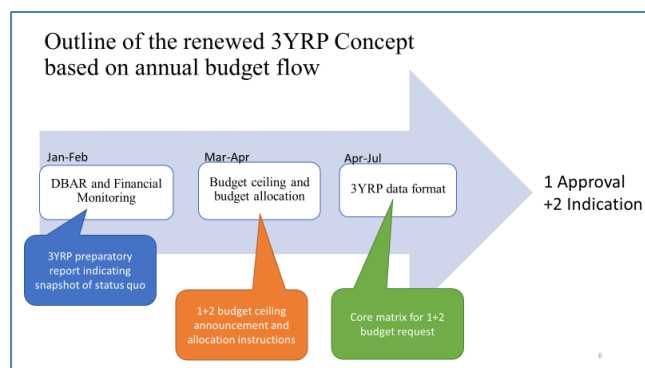 Outline of the renewed 3YRP Concept
based on annual budget flow
Jan-Feb
DBAR and Financial
Monitoring
3YRP preparatory
report indicating
snapshot of status quo
Mar-Apr
Budget ceiling and
budget allocation
1+2 budget ceiling
announcement and
allocation instructions
Apr-Jul
3YRP data format
Core matrix for 1+2
budget request
1 Approval
+2 Indication
6